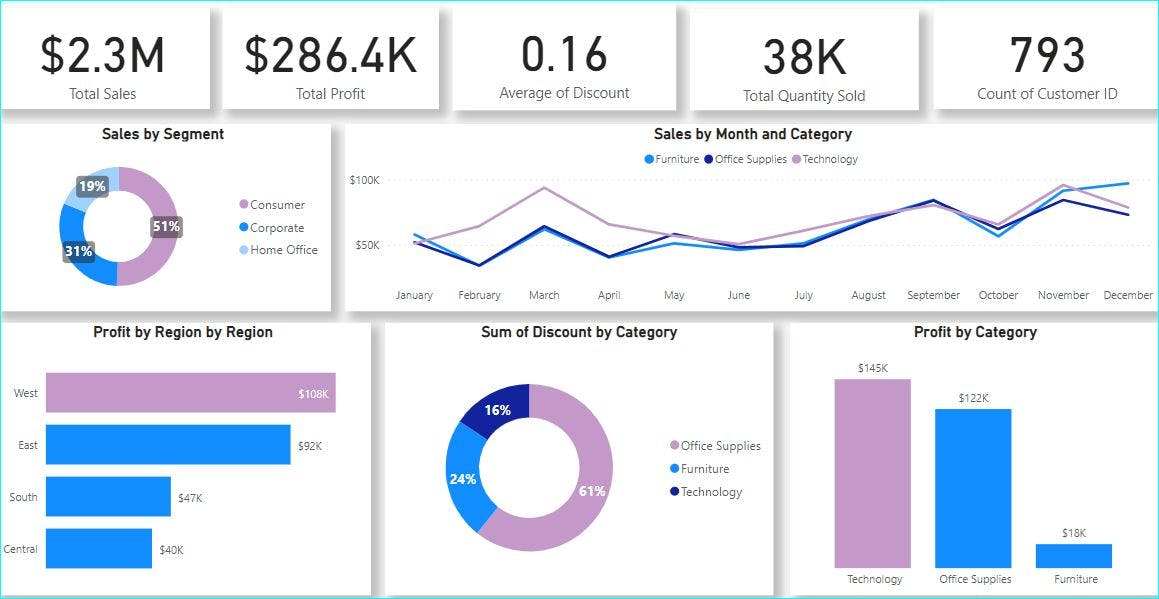 $2.3M
Total Sales
$286.4K
Total Profit
0.16
Average of Discount
38K
Total Quantity Sold
793
Count of Customer ID
Sales by Segment
19%
51%
31%
Consumer
Corporate
Home Office
Sales by Month and Category
Furniture Office Supplies Technology
$100K
$50K
January February March April May June July August September October November December
Profit by Region by Region
West $108K
East $92K
South $47K
Central $40K
Sum of Discount by Category
16%
24%
61%
Office Supplies
Furniture
Technology
Profit by Category
$145K
$122K
$18K
Technology Office Supplies Furniture